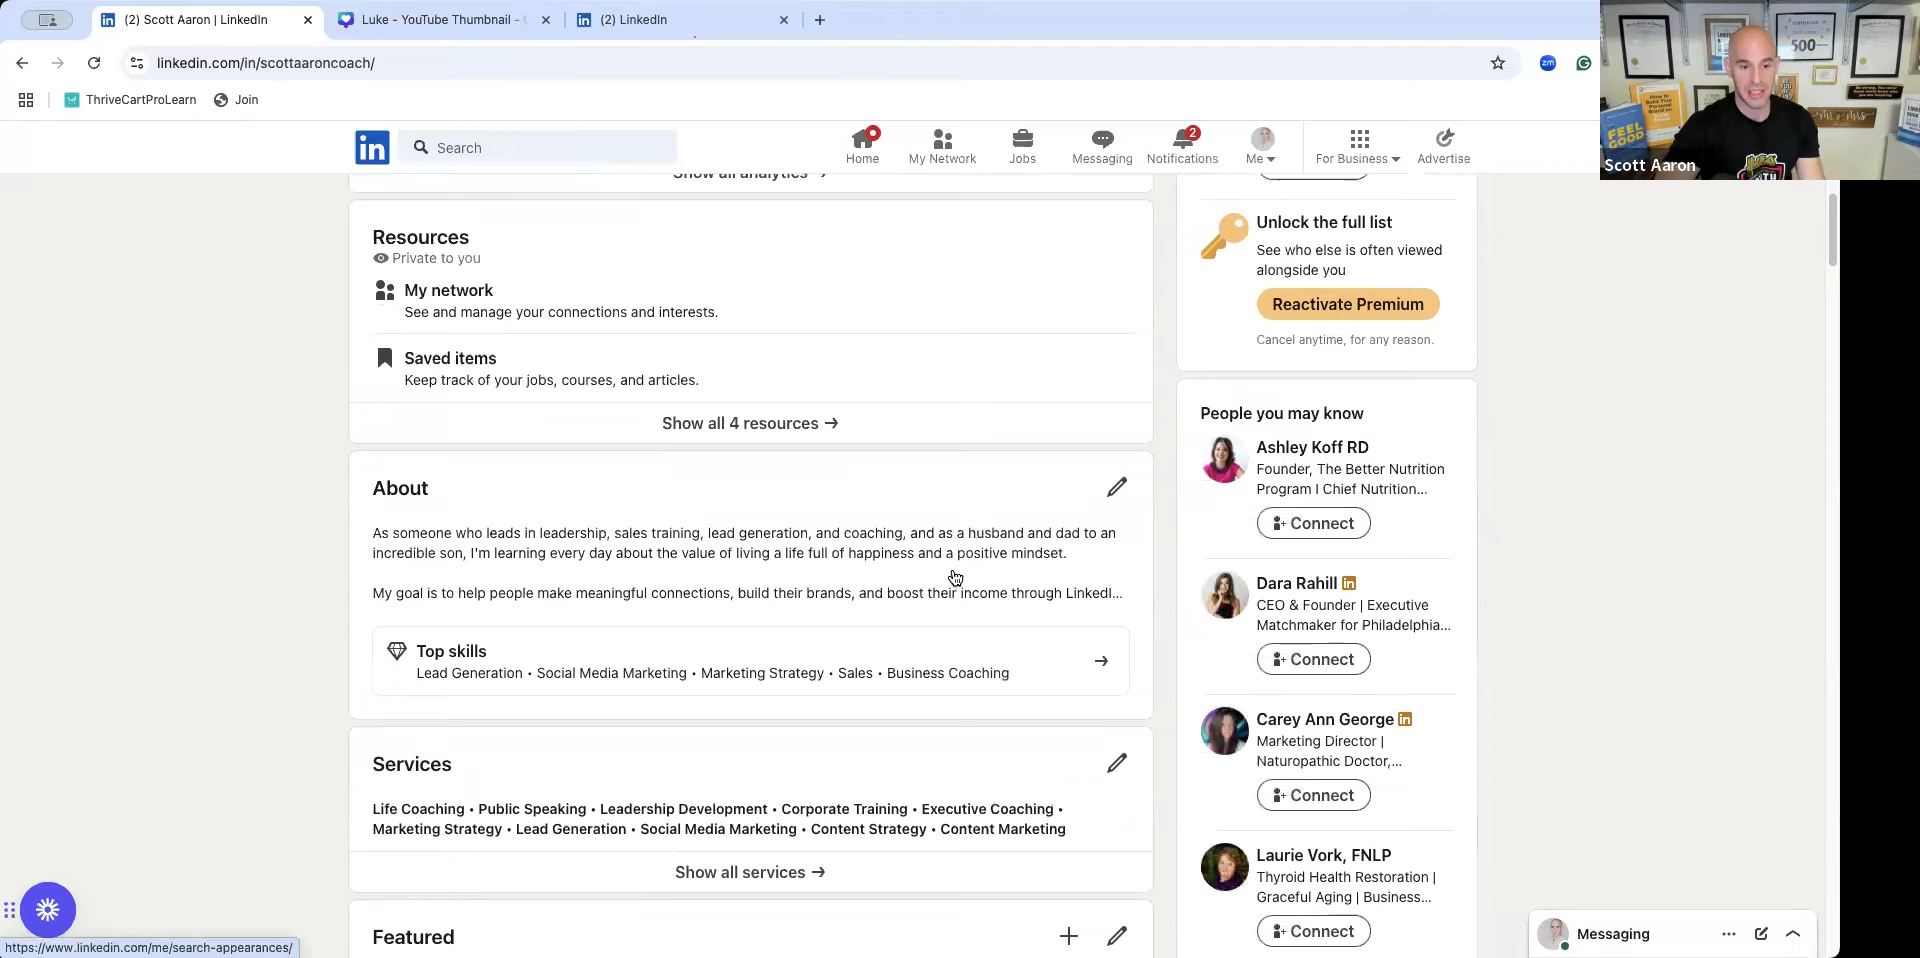 (2) Scott Aaron | LinkedIn
Luke - YouTube Thumbnail -
(2) LinkedIn
linkedin.com/in/scottaaroncoach/
ThriveCartProLearn
Join
in
Search
Home
My Network
Jobs
Messaging
2
Notifications
Me
For Business
Advertise
zm
500
FEEL GOOD
Scott Aaron
Show all analytics
Resources
Private to you
My network
See and manage your connections and interests.
Saved items
Keep track of your jobs, courses, and articles.
Show all 4 resources →
About
As someone who leads in leadership, sales training, lead generation, and coaching, and as a husband and dad to an
incredible son, I'm learning every day about the value of living a life full of happiness and a positive mindset.
My goal is to help people make meaningful connections, build their brands, and boost their income through LinkedI...
Top skills
Lead Generation • Social Media Marketing • Marketing Strategy • Sales • Business Coaching
Services
Life Coaching • Public Speaking • Leadership Development • Corporate Training • Executive Coaching •
Marketing Strategy • Lead Generation • Social Media Marketing • Content Strategy • Content Marketing
Show all services →
Featured
Unlock the full list
See who else is often viewed
alongside you
Reactivate Premium
Cancel anytime, for any reason.
People you may know
Ashley Koff RD
Founder, The Better Nutrition
Program I Chief Nutrition...
Connect
Dara Rahill in
CEO & Founder | Executive
Matchmaker for Philadelphia...
Connect
Carey Ann George in
Marketing Director |
Naturopathic Doctor,...
Connect
Laurie Vork, FNLP
Thyroid Health Restoration |
Graceful Aging | Business...
Connect
Messaging
https://www.linkedin.com/me/search-appearances/